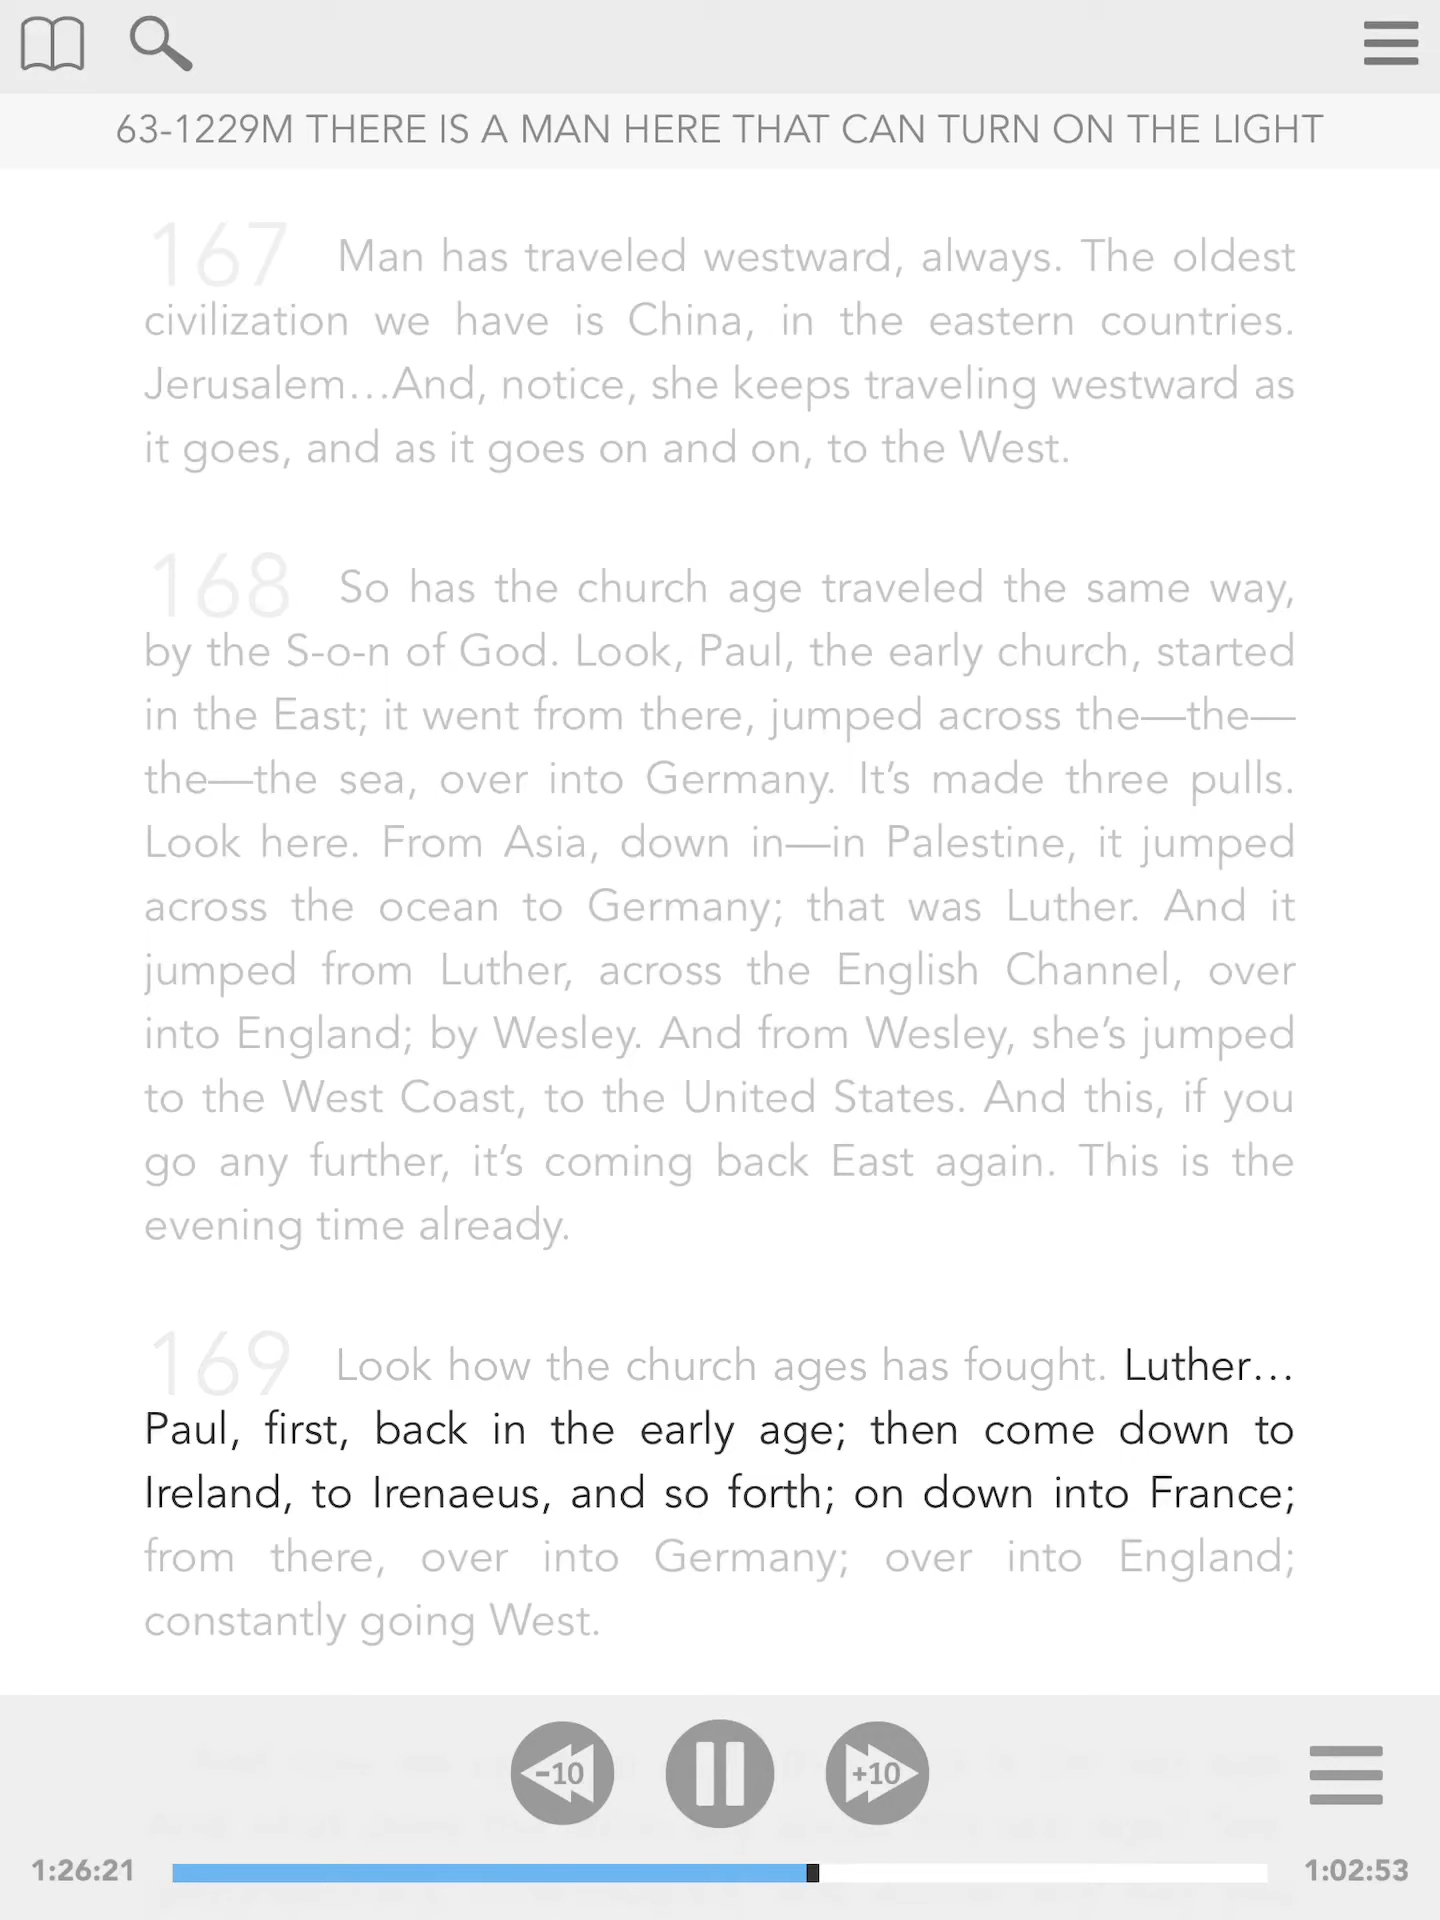 63-1229M THERE IS A MAN HERE THAT CAN TURN ON THE LIGHT
167 Man has traveled westward, always. The oldest
civilization we have is China, in the eastern countries.
Jerusalem…And, notice, she keeps traveling westward as
it goes, and as it goes on and on, to the West.
168 So has the church age traveled the same way,
by the S-o-n of God. Look, Paul, the early church, started
in the East; it went from there, jumped across the—the—
the—the sea, over into Germany. It’s made three pulls.
Look here. From Asia, down in—in Palestine, it jumped
across the ocean to Germany; that was Luther. And it
jumped from Luther, across the English Channel, over
into England; by Wesley. And from Wesley, she’s jumped
to the West Coast, to the United States. And this, if you
go any further, it’s coming back East again. This is the
evening time already.
169 Look how the church ages has fought. Luther…
Paul, first, back in the early age; then come down to
Ireland, to Irenaeus, and so forth; on down into France;
from there, over into Germany; over into England;
constantly going West.
-10 +10
1:26:21 1:02:53